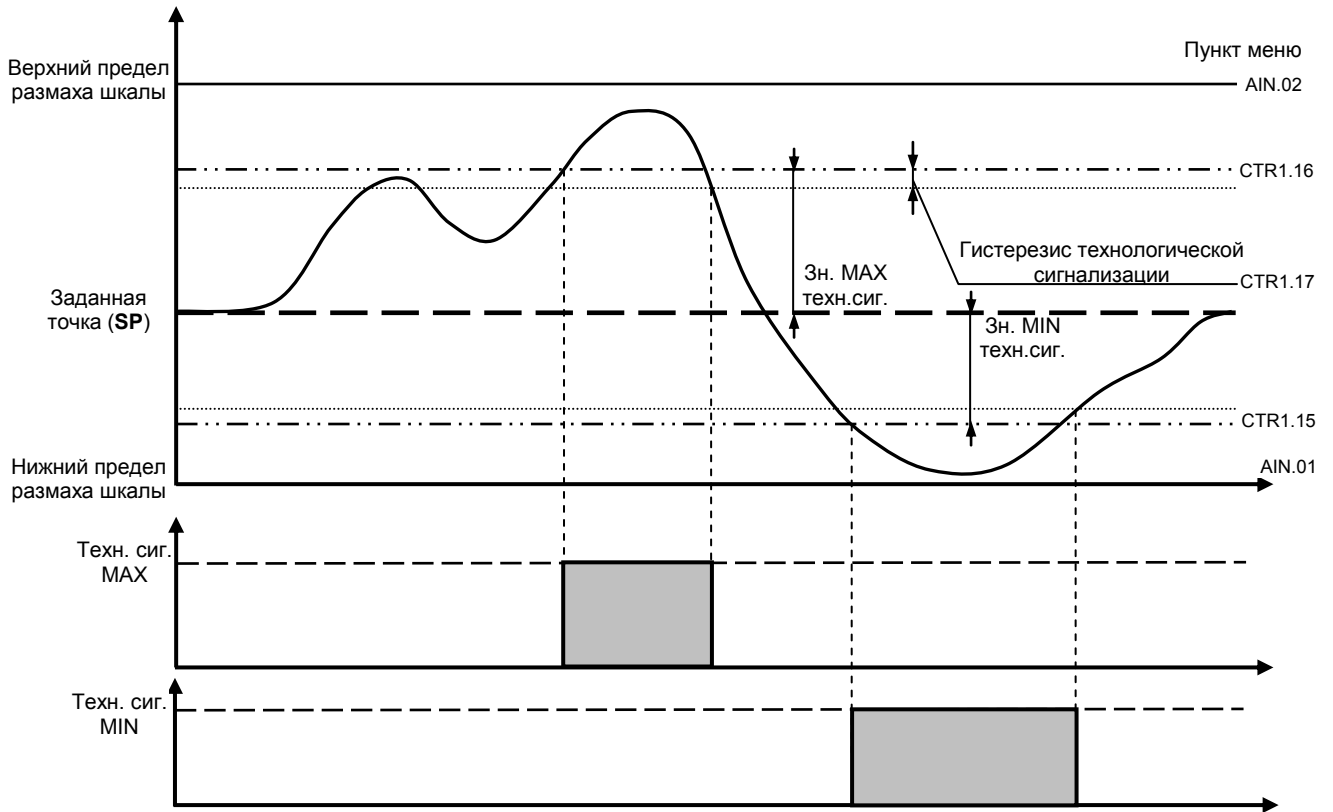 Пункт меню
Верхний предел
размаха шкалы
AIN.02
CTR1.16
Гистерезис технологической
сигнализации
Зн. MAX
техн.сиг.
CTR1.17
Заданная
точка (SP)
Зн. MIN
техн.сиг.
CTR1.15
Нижний предел
размаха шкалы
AIN.01
Техн. сиг.
MAX
Техн. сиг.
MIN